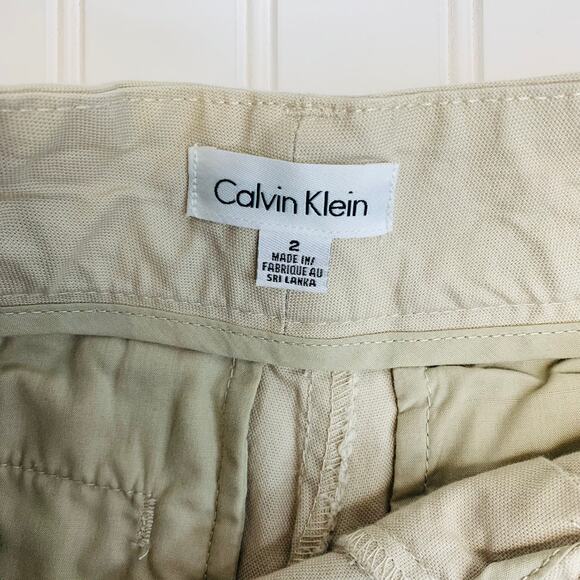 Calvin Klein
2
MADE IN/
FABRIQUE AU
SRI LANKA